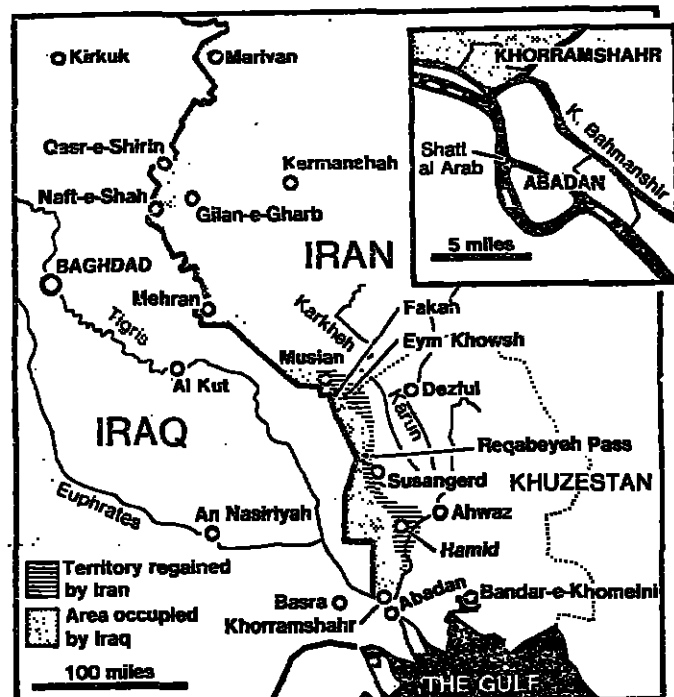 Kirkuk
Marivan
KHORRAMSHAHR
K. Bahmanshir
Qasr-e-Shirin
Kermanshah
Shatt
al Arab
ABADAN
Naft-e-Shah
Gilan-e-Gharb
5 miles
IRAN
BAGHDAD
Mehran
Tigris
Karkheh
Fakah
Eym Khowsh
Musian
Al Kut
Dezful
Karun
IRAQ
Reqabeyeh Pass
Susangerd
KHUZESTAN
Euphrates
An Nasiriyah
Ahwaz
Hamid
Territory regained
by Iran
Area occupied
by Iraq
Basra
Abadan
Bandar-e-Khomeini
Khorramshahr
100 miles
THE GULF